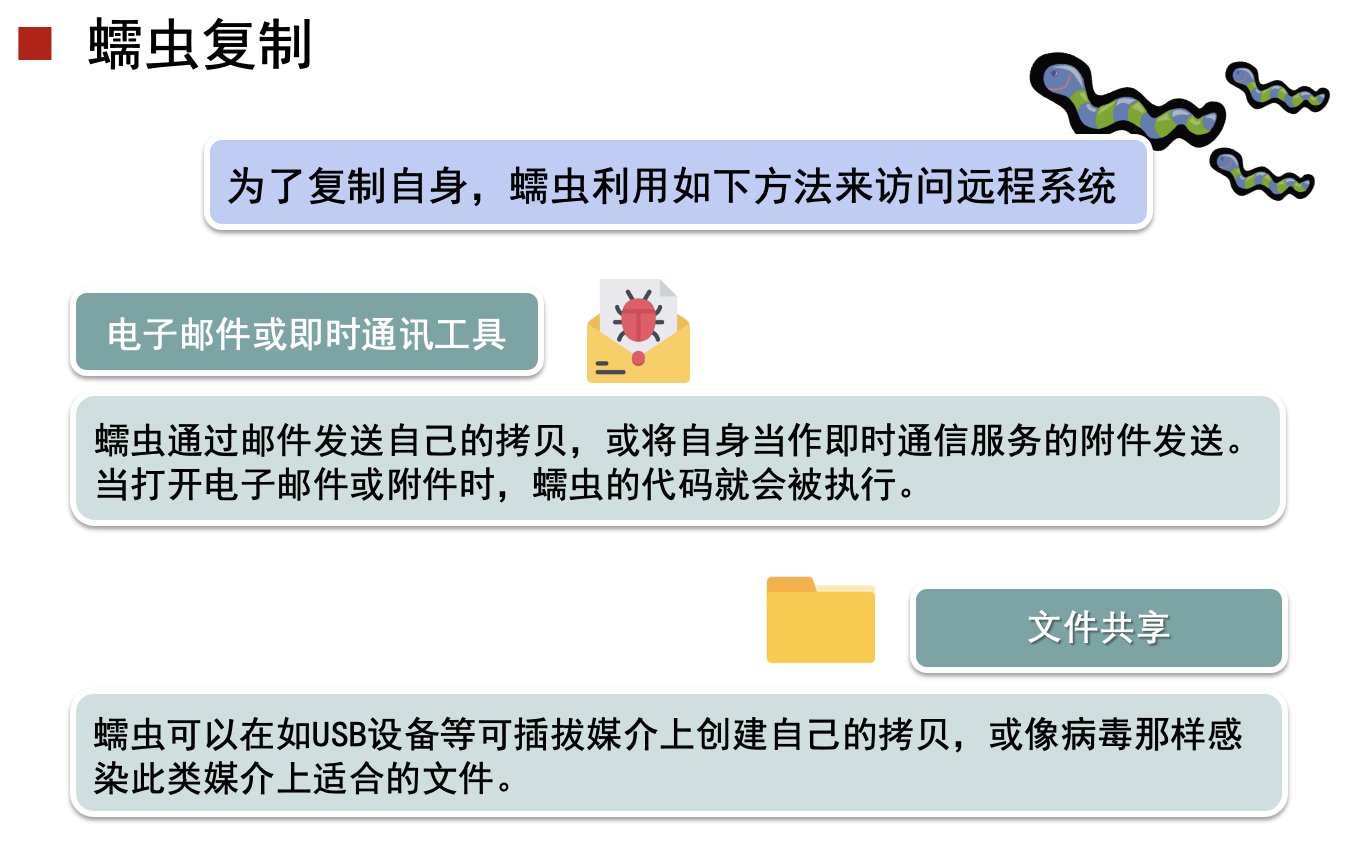 蠕虫复制
为了复制自身，蠕虫利用如下方法来访问远程系统
电子邮件或即时通讯工具
蠕虫通过邮件发送自己的拷贝，或将自身当作即时通信服务的附件发送。
当打开电子邮件或附件时，蠕虫的代码就会被执行。
文件共享
蠕虫可以在如USB设备等可插拔媒介上创建自己的拷贝，或像病毒那样感
染此类媒介上适合的文件。